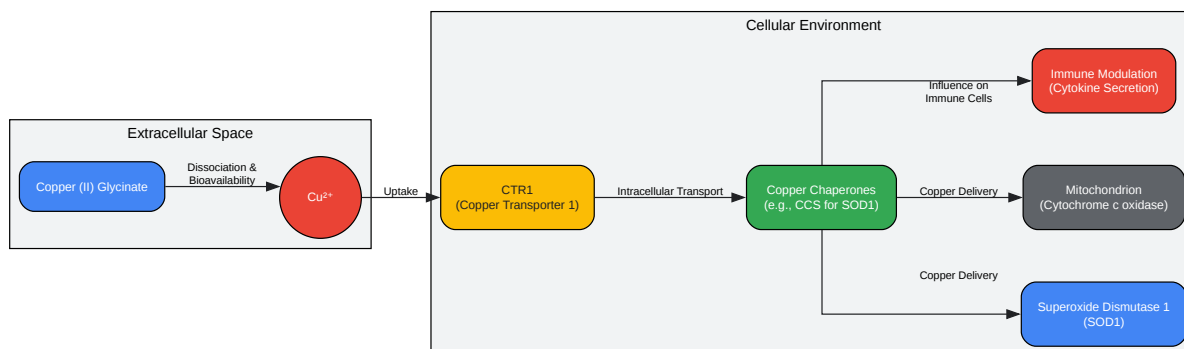 Cellular Environment
Immune Modulation
(Cytokine Secretion)
Influence on
Immune Cells
Extracellular Space
Copper (II) Glycinate
Dissociation &
Bioavailability
Cu²⁺
Uptake
CTR1
(Copper Transporter 1)
Intracellular Transport
Copper Chaperones
(e.g., CCS for SOD1)
Copper Delivery
Mitochondrion
(Cytochrome c oxidase)
Copper Delivery
Superoxide Dismutase 1
(SOD1)